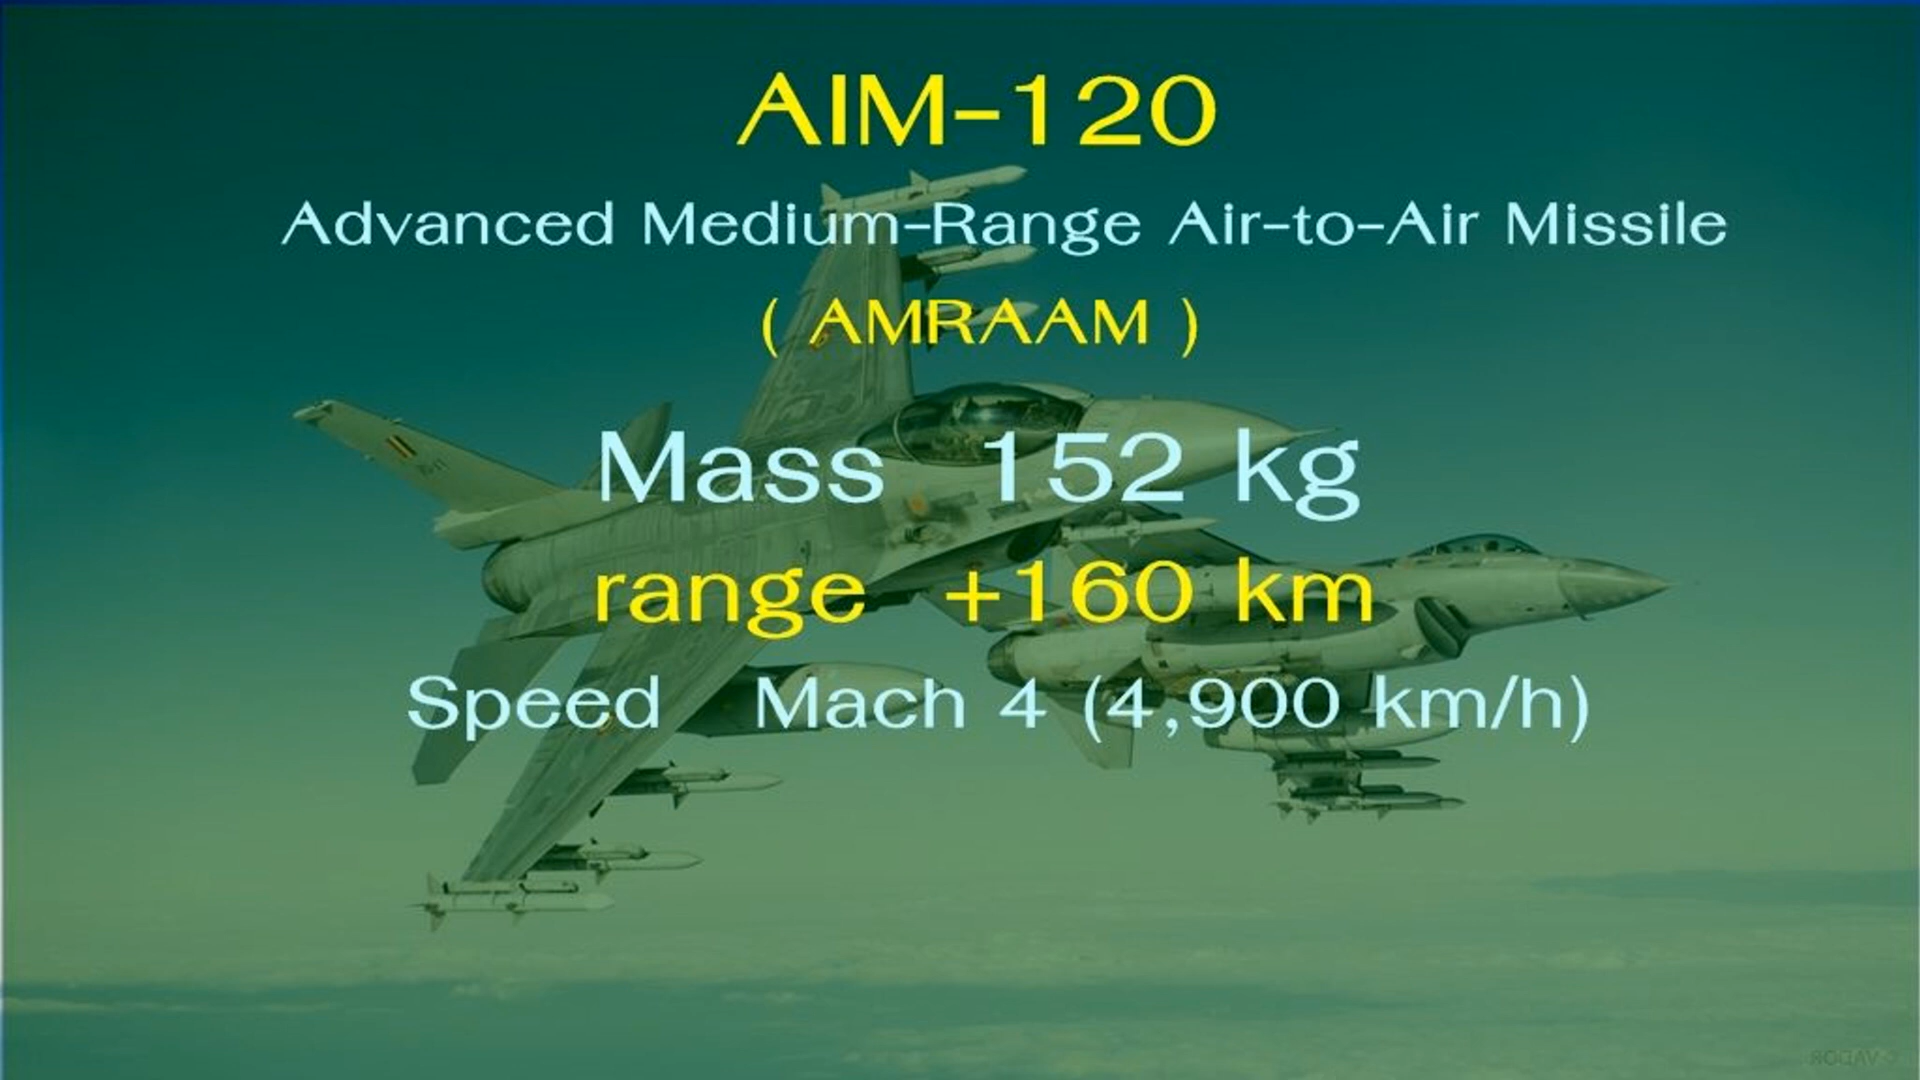 AIM-120
Advanced Medium-Range Air-to-Air Missile
( AMRAAM )
Mass 152 kg
range +160 km
Speed Mach 4 (4,900 km/h)